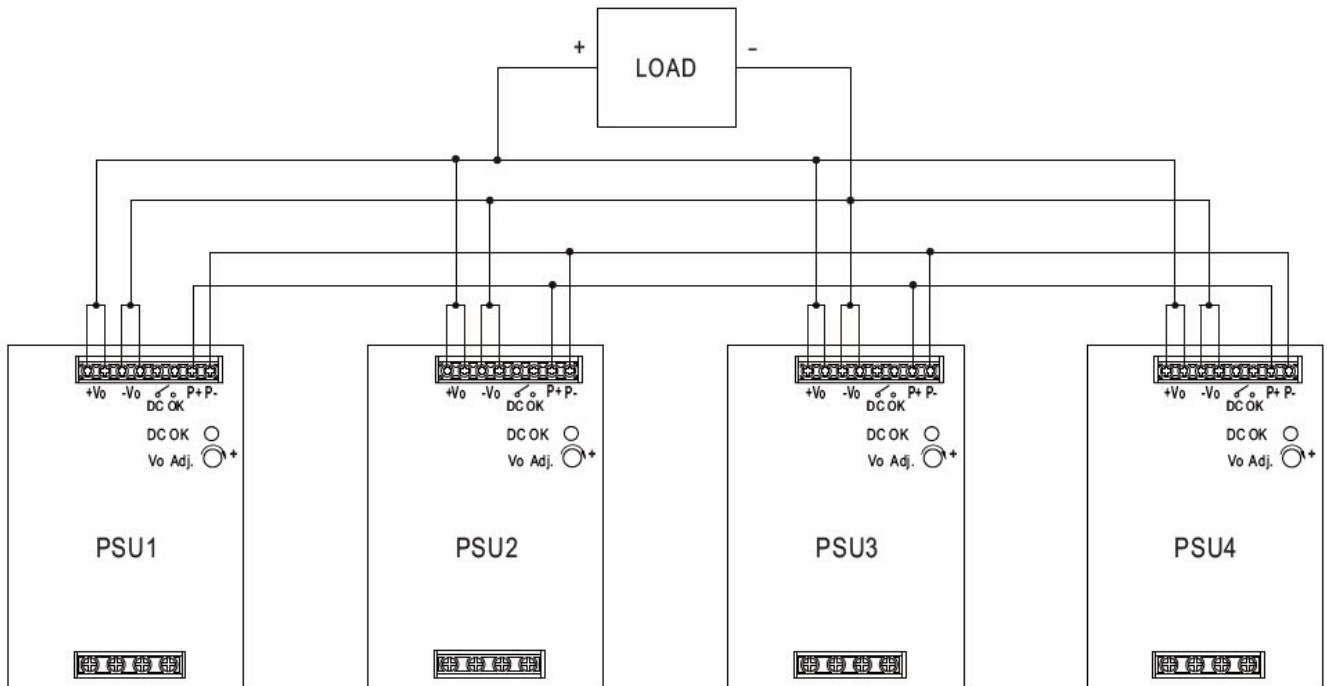 + LOAD -
+Vo -Vo P+ P-
DC OK
DC OK
Vo Adj. +
PSU1
+Vo -Vo P+ P-
DC OK
DC OK
Vo Adj. +
PSU2
+Vo -Vo P+ P-
DC OK
DC OK
Vo Adj. +
PSU3
+Vo -Vo P+ P-
DC OK
DC OK
Vo Adj. +
PSU4